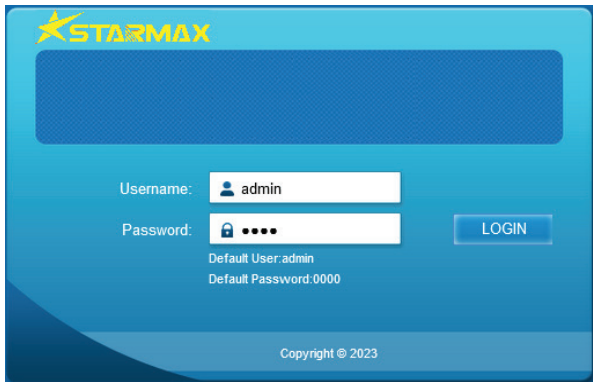 STARMAX
Username: admin
Password: ●●●●
LOGIN
Default User:admin
Default Password:0000
Copyright © 2023